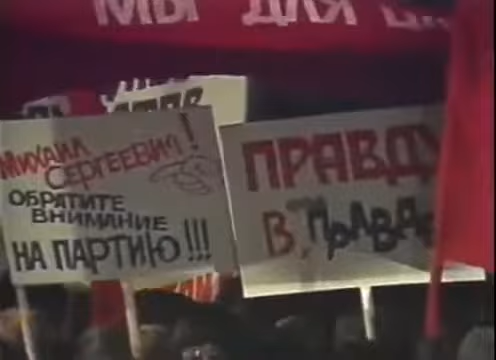 МЫ ДЛЯ
МИХАИЛ
СЕРГЕЕВИЧ!
ОБРАТИТЕ
ВНИМАНИЕ
НА ПАРТИЮ!!!
ПРАВДУ
В "ПРАВДЕ